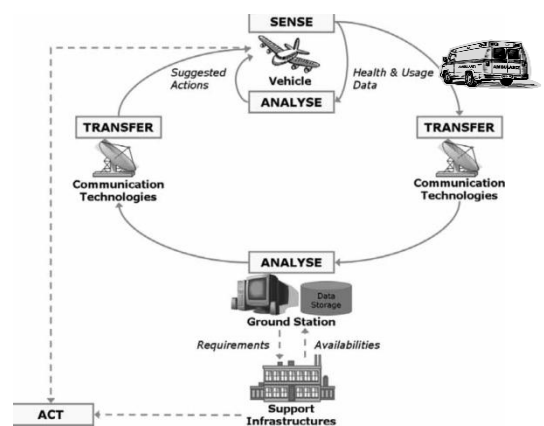 SENSE
Vehicle
Suggested
Actions
Health & Usage
Data
ANALYSE
AMBULANCE
TRANSFER
TRANSFER
Communication
Technologies
Communication
Technologies
ANALYSE
Data
Storage
Ground Station
Requirements
Availabilities
Support
Infrastructures
ACT